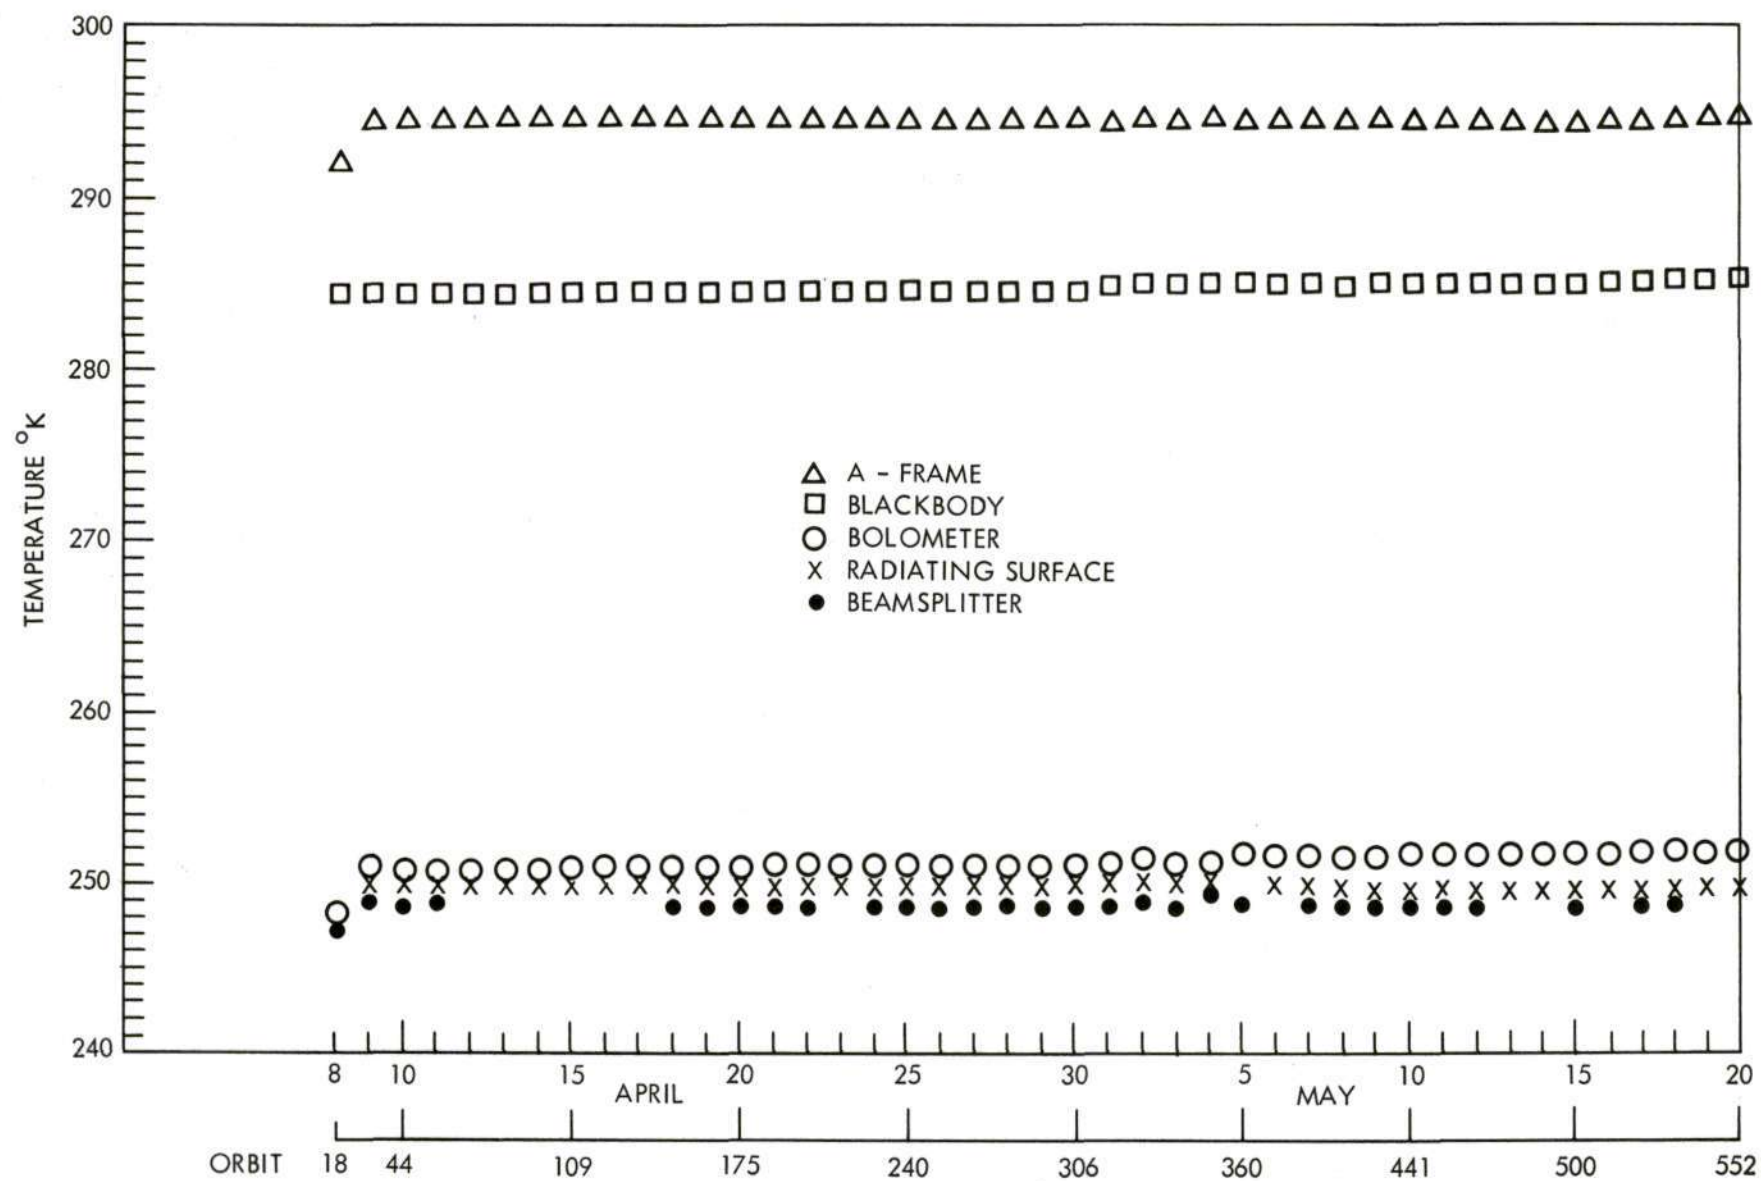 300
290
280
270
260
250
240
TEMPERATURE °K
A - FRAME
BLACKBODY
BOLOMETER
X RADIATING SURFACE
BEAMSPLITTER
8 10 15 20 25 30 5 10 15 20
APRIL MAY
ORBIT 18 44 109 175 240 306 360 441 500 552